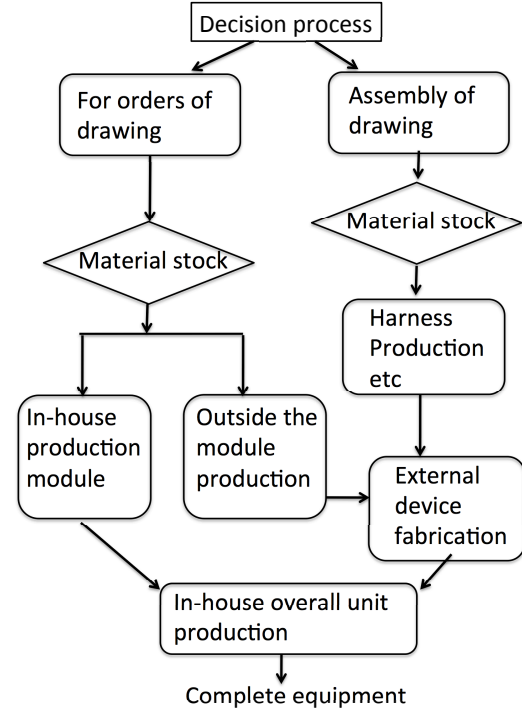 Decision process
For orders of
drawing
Assembly of
drawing
Material stock
Material stock
Harness
Production
etc
In-house
production
module
Outside the
module
production
External
device
fabrication
In-house overall unit
production
Complete equipment